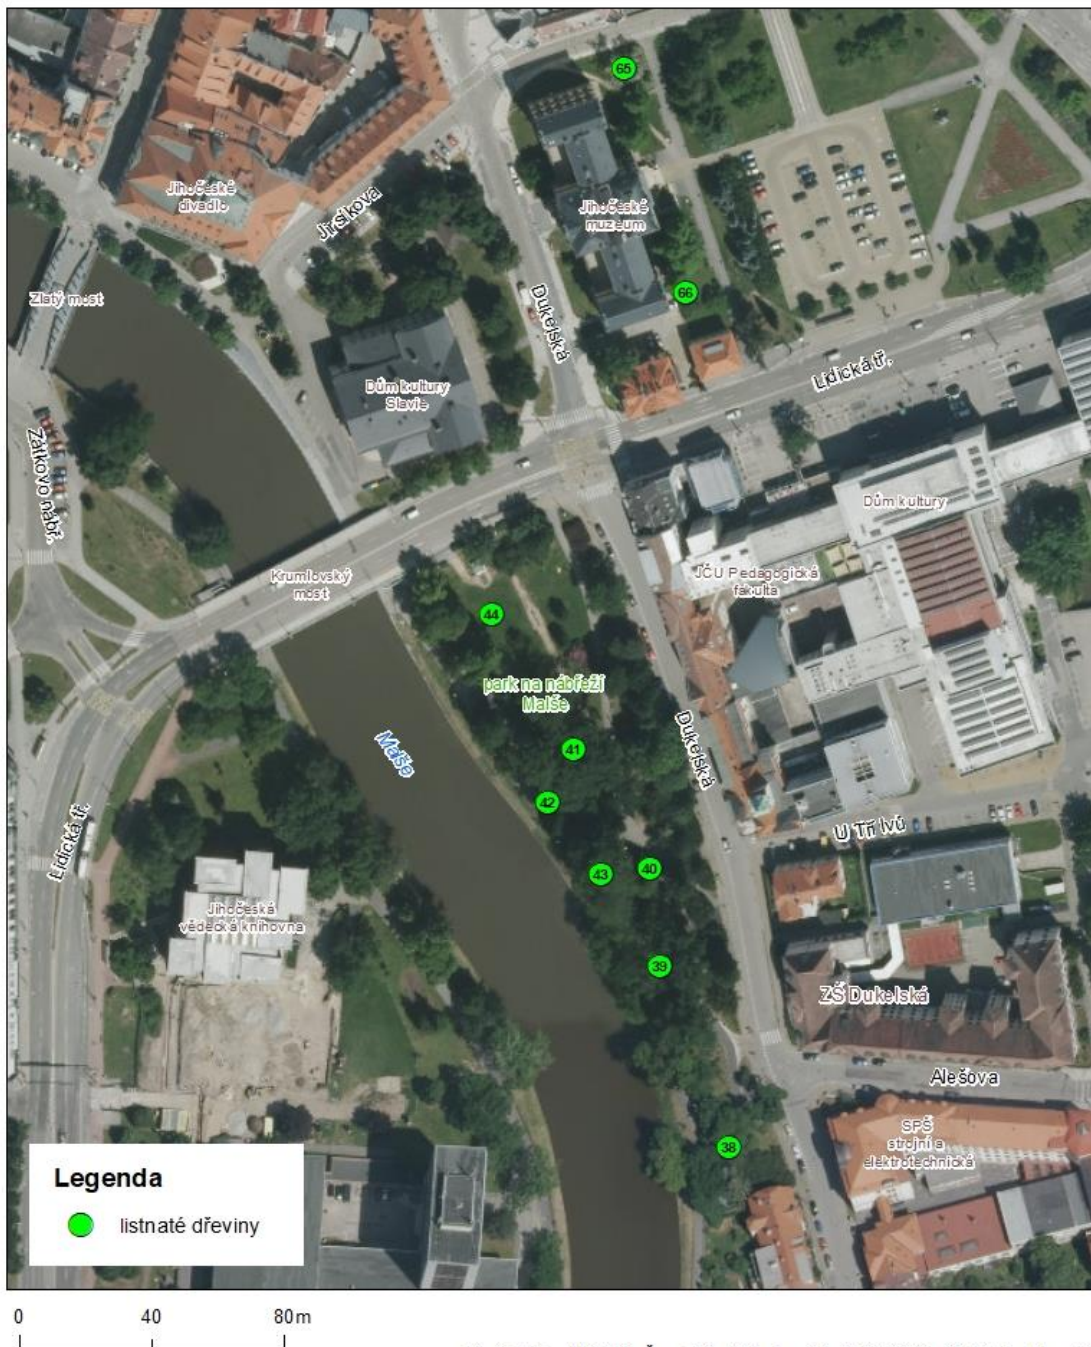 65
Jihočeské
divadlo
Jirsíkova
Jihočeské
muzeum
Zlatý most
66
Dukelská
Lidická tř.
Dům kultury
Slavie
Zátkovo nábř.
Dům kultury
Krumlovský
most
JČU Pedagogická
fakulta
44
park na nábřeží
Malše
Malše
41
Dukelská
42
U Tří lvů
Lidická tř.
43
40
Jihočeská
vědecká knihovna
39
ZŠ Dukelská
Alešova
SPŠ
strojní a
elektrotechnická
38
Legenda
listnaté dřeviny
0 40 80 m